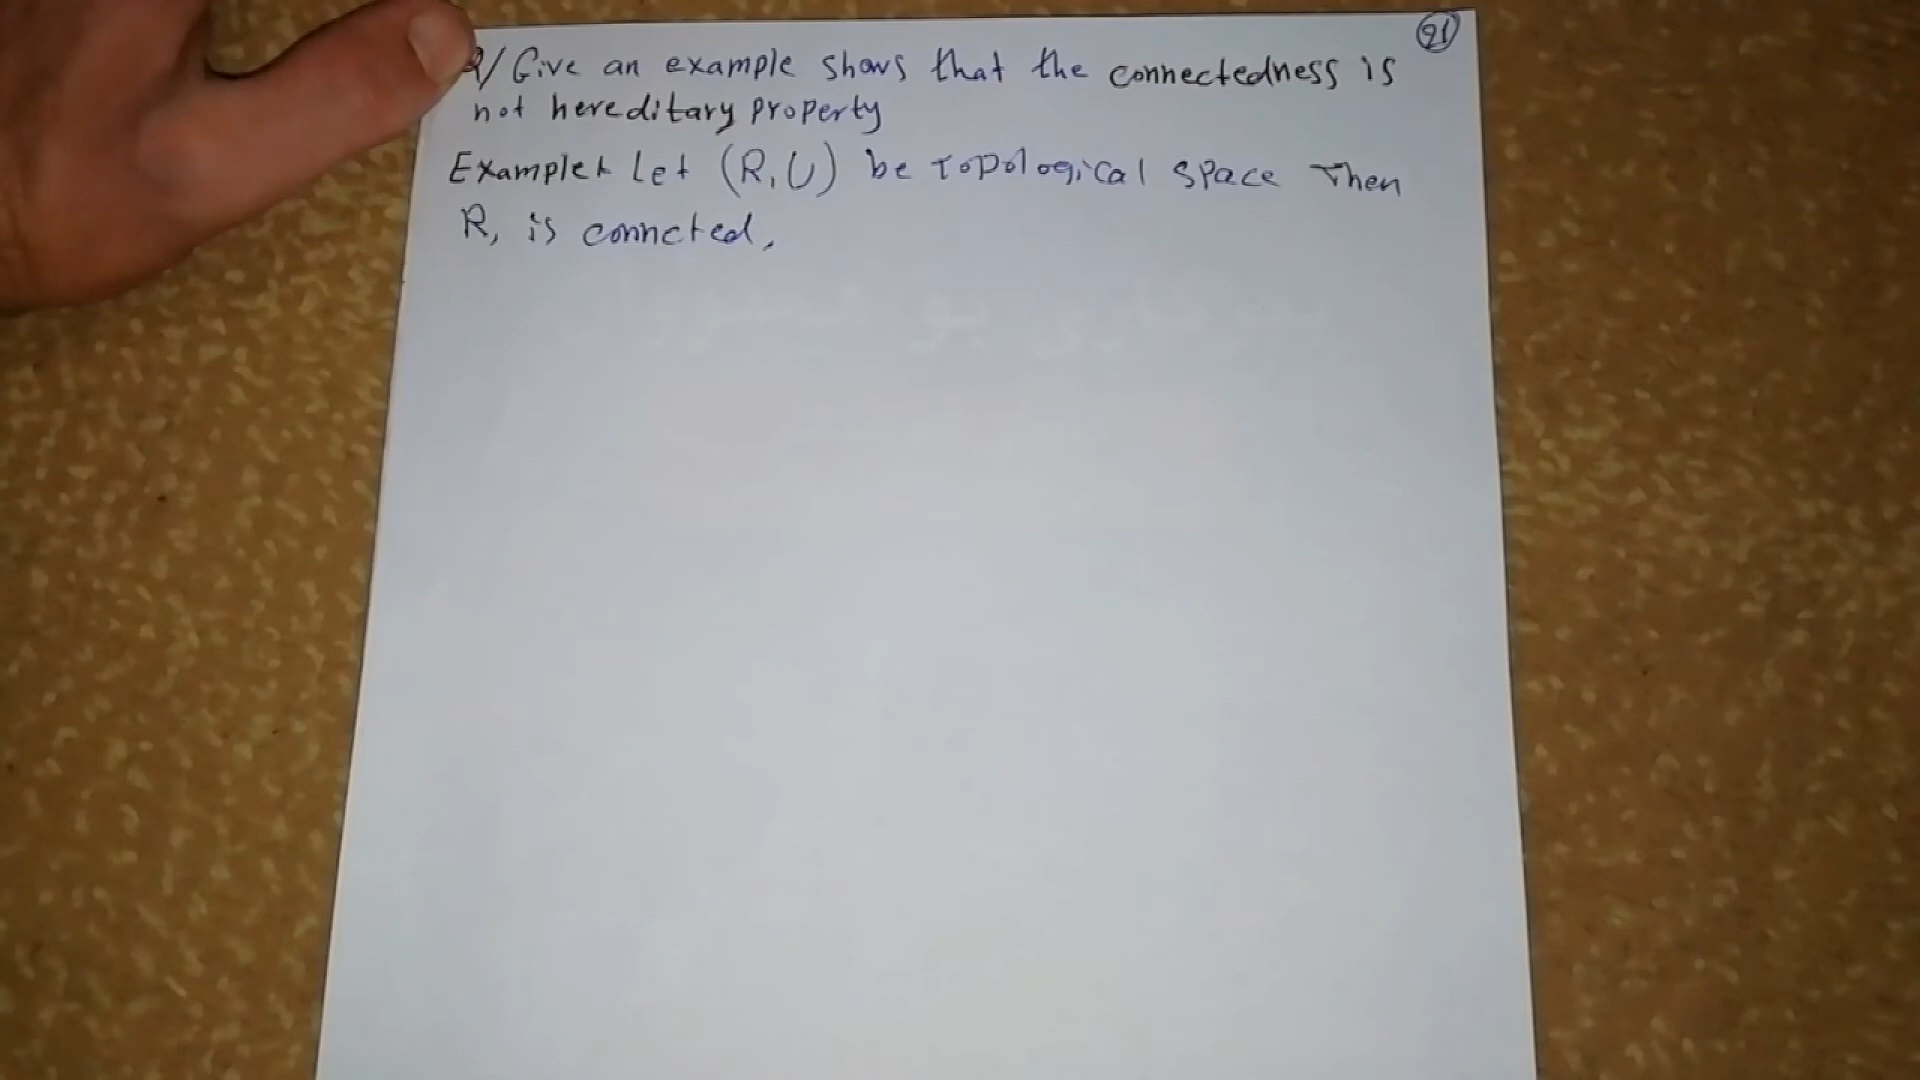 21
Q/ Give an example shows that the connectedness is
not hereditary property
Example: Let (R,U) be Topological space Then
R, is conncted,